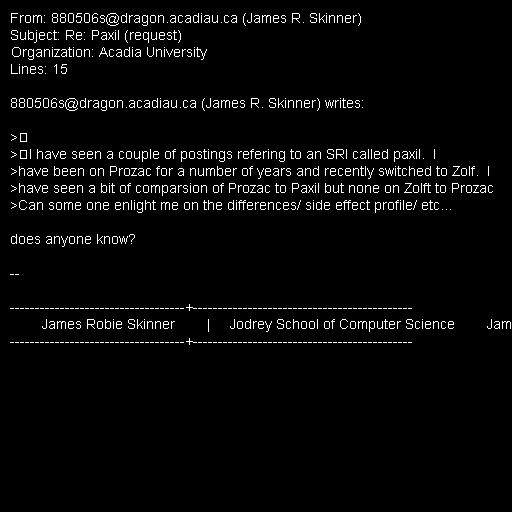 From: 880506s@dragon.acadiau.ca (James R. Skinner)
Subject: Re: Paxil (request)
Organization: Acadia University
Lines: 15

880506s@dragon.acadiau.ca (James R. Skinner) writes:

>
>I have seen a couple of postings refering to an SRI called paxil.  I
>have been on Prozac for a number of years and recently switched to Zolf.  I
>have seen a bit of comparsion of Prozac to Paxil but none on Zolft to Prozac
>Can some one enlight me on the differences/ side effect profile/ etc...

does anyone know?

--

-----------------------------------+--------------------------------------------
        James Robie Skinner        |     Jodrey School of Computer Science        Jam
-----------------------------------+--------------------------------------------